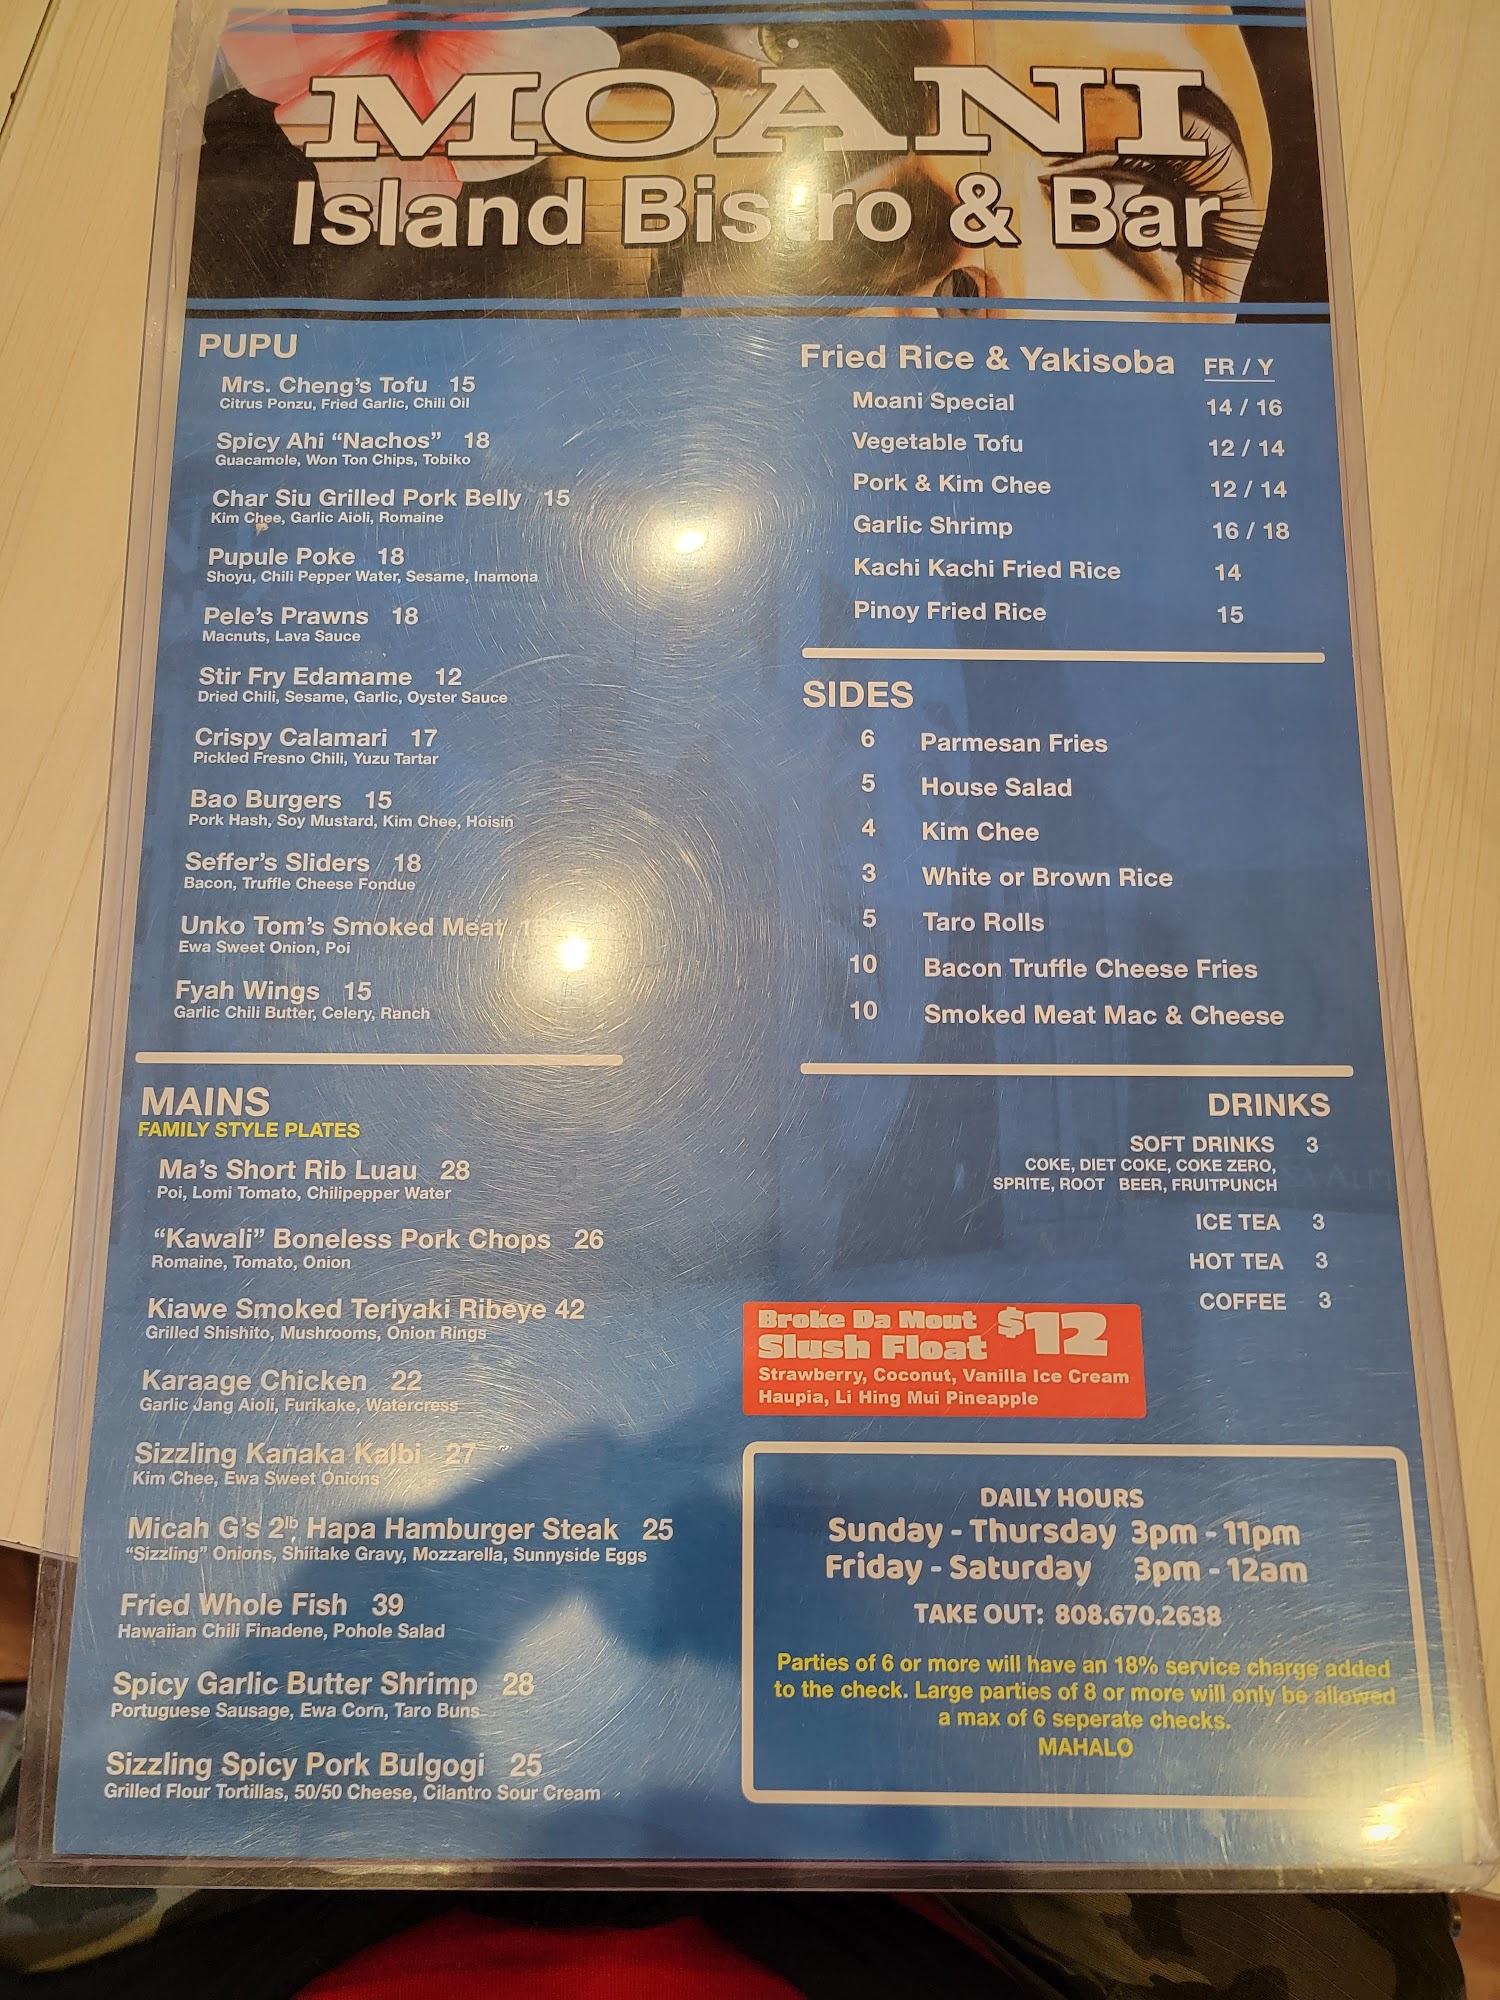 MOANI
Island Bistro & Bar
PUPU
Mrs. Cheng's Tofu 15
Citrus Ponzu, Fried Garlic, Chili Oil
Spicy Ahi "Nachos" 18
Guacamole, Won Ton Chips, Tobiko
Char Siu Grilled Pork Belly 15
Kim Chee, Garlic Aioli, Romaine
Pupule Poke 18
Shoyu, Chili Pepper Water, Sesame, Inamona
Pele's Prawns 18
Macnuts, Lava Sauce
Stir Fry Edamame 12
Dried Chili, Sesame, Garlic, Oyster Sauce
Crispy Calamari 17
Pickled Fresno Chili, Yuzu Tartar
Bao Burgers 15
Pork Hash, Soy Mustard, Kim Chee, Hoisin
Seffer's Sliders 18
Bacon, Truffle Cheese Fondue
Unko Tom's Smoked Meat
Ewa Sweet Onion, Poi
Fyah Wings 15
Garlic Chili Butter, Celery, Ranch
MAINS
FAMILY STYLE PLATES
Ma's Short Rib Luau 28
Poi, Lomi Tomato, Chilipepper Water
"Kawali" Boneless Pork Chops 26
Romaine, Tomato, Onion
Kiawe Smoked Teriyaki Ribeye 42
Grilled Shishito, Mushrooms, Onion Rings
Karaage Chicken 22
Garlic Jang Aioli, Furikake, Watercress
Sizzling Kanaka Kalbi 27
Kim Chee, Ewa Sweet Onions
Micah G's 2lb. Hapa Hamburger Steak 25
"Sizzling" Onions, Shiitake Gravy, Mozzarella, Sunnyside Eggs
Fried Whole Fish 39
Hawaiian Chili Finadene, Pohole Salad
Spicy Garlic Butter Shrimp 28
Portuguese Sausage, Ewa Corn, Taro Buns
Sizzling Spicy Pork Bulgogi 25
Grilled Flour Tortillas, 50/50 Cheese, Cilantro Sour Cream
Fried Rice & Yakisoba FR / Y
Moani Special 14 / 16
Vegetable Tofu 12 / 14
Pork & Kim Chee 12 / 14
Garlic Shrimp 16 / 18
Kachi Kachi Fried Rice 14
Pinoy Fried Rice 15
SIDES
6 Parmesan Fries
5 House Salad
4 Kim Chee
3 White or Brown Rice
5 Taro Rolls
10 Bacon Truffle Cheese Fries
10 Smoked Meat Mac & Cheese
DRINKS
SOFT DRINKS 3
COKE, DIET COKE, COKE ZERO,
SPRITE, ROOT BEER, FRUITPUNCH
ICE TEA 3
HOT TEA 3
COFFEE 3
Broke Da Mout $12
Slush Float
Strawberry, Coconut, Vanilla Ice Cream
Haupia, Li Hing Mui Pineapple
DAILY HOURS
Sunday - Thursday 3pm - 11pm
Friday - Saturday 3pm - 12am
TAKE OUT: 808.670.2638
Parties of 6 or more will have an 18% service charge added
to the check. Large parties of 8 or more will only be allowed
a max of 6 seperate checks.
MAHALO